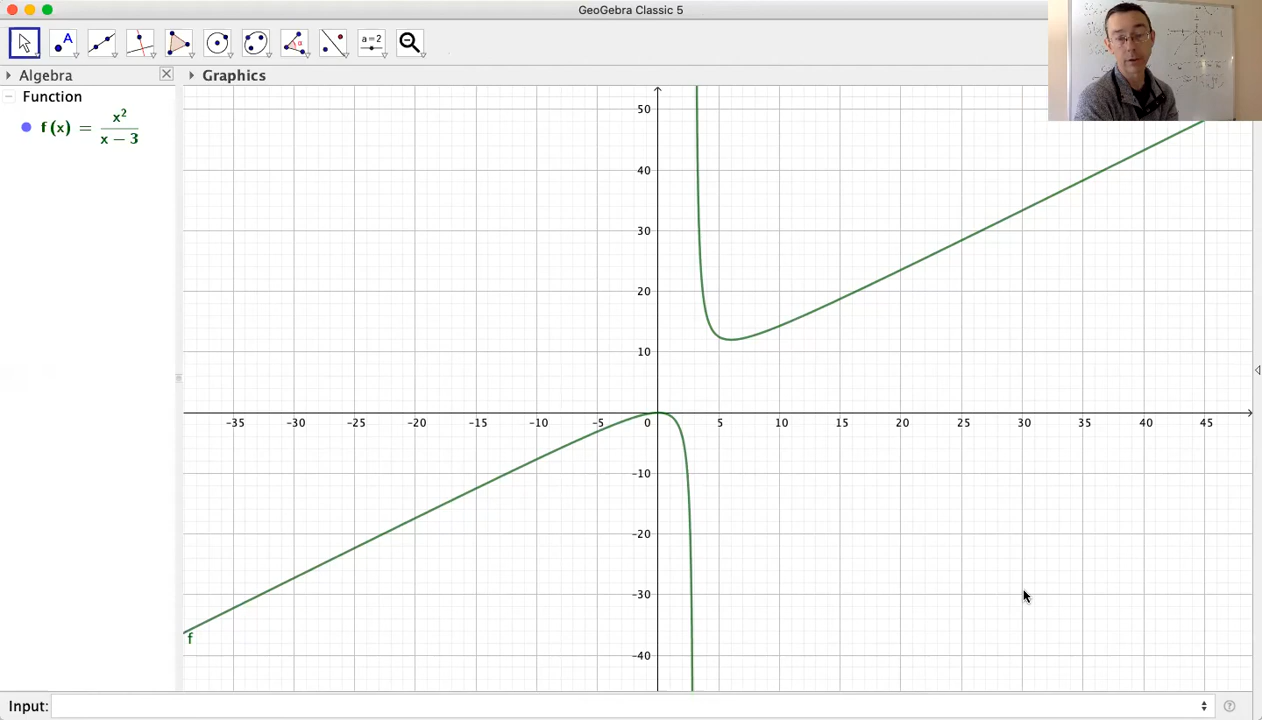 GeoGebra Classic 5
A
α
a=2
Algebra
Graphics
Function
f(x) = x² / (x − 3)
50
40
30
20
10
-35 -30 -25 -20 -15 -10 -5 0 5 10 15 20 25 30 35 40 45
-10
-20
-30
f
-40
Input:
?